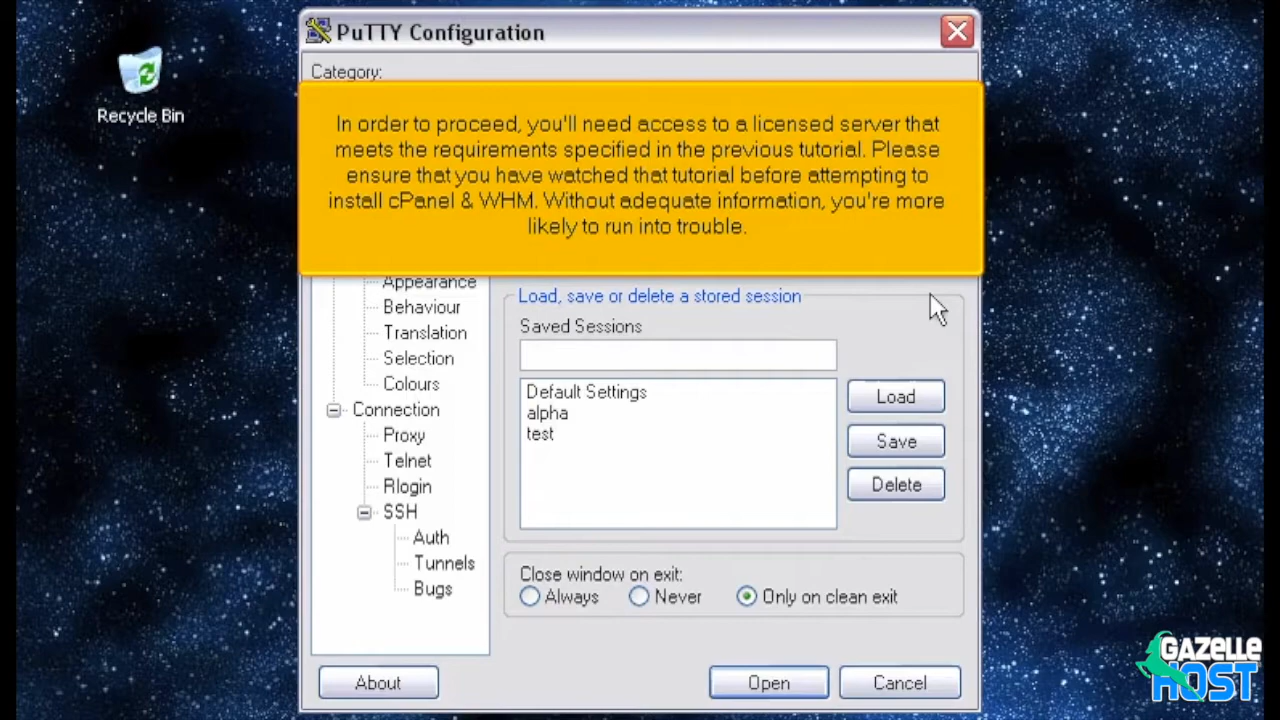 PuTTY Configuration
Recycle Bin
Category:
In order to proceed, you'll need access to a licensed server that
meets the requirements specified in the previous tutorial. Please
ensure that you have watched that tutorial before attempting to
install cPanel & WHM. Without adequate information, you're more
likely to run into trouble.
Appearance
Behaviour
Translation
Selection
Colours
Connection
Proxy
Telnet
Rlogin
SSH
Auth
Tunnels
Bugs
Load, save or delete a stored session
Saved Sessions
Default Settings
alpha
test
Load
Save
Delete
Close window on exit:
Always
Never
Only on clean exit
About
Open
Cancel
GAZELLE
HOST